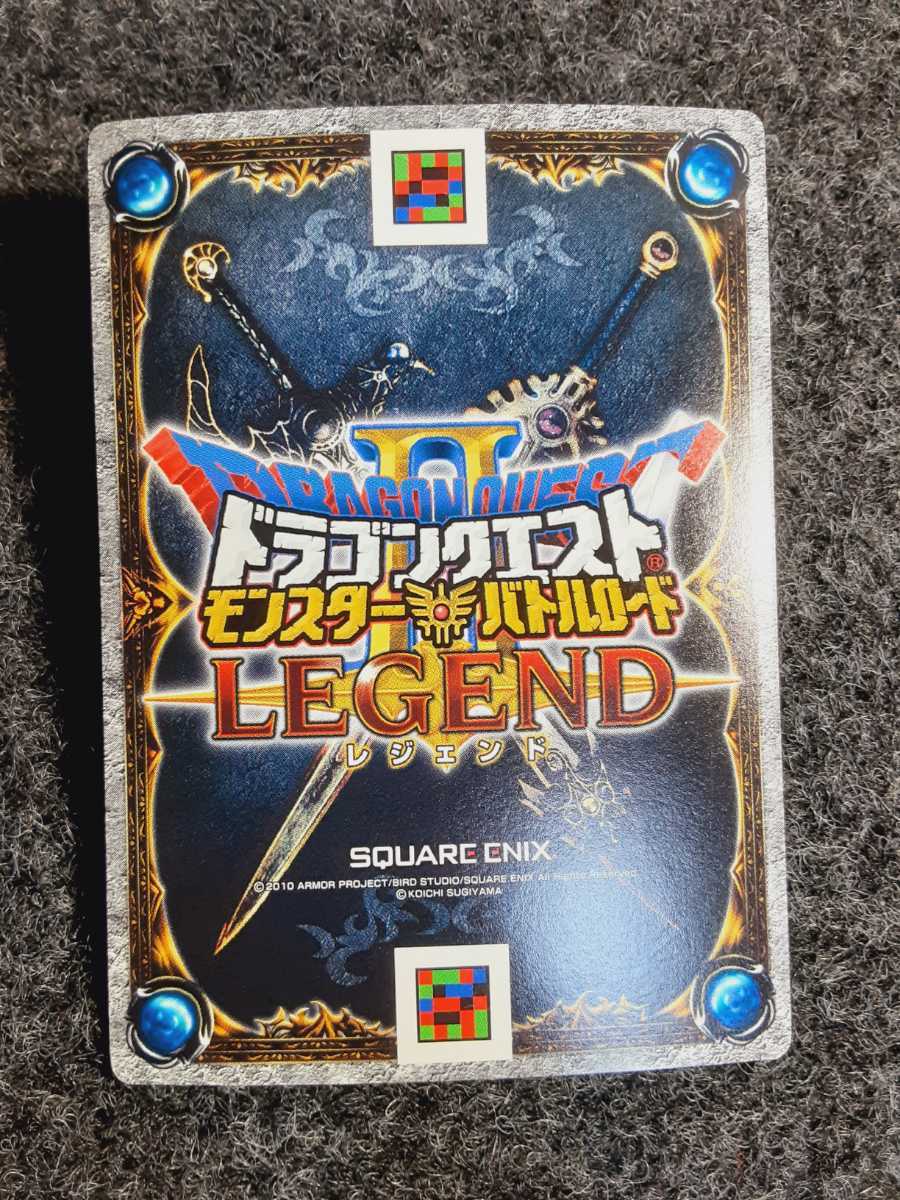 II
DRAGON QUEST
ドラゴンクエスト®
モンスター バトルロード
II
LEGEND
レジェンド
SQUARE ENIX
©2010 ARMOR PROJECT/BIRD STUDIO/SQUARE ENIX All Rights Reserved
©KOICHI SUGIYAMA